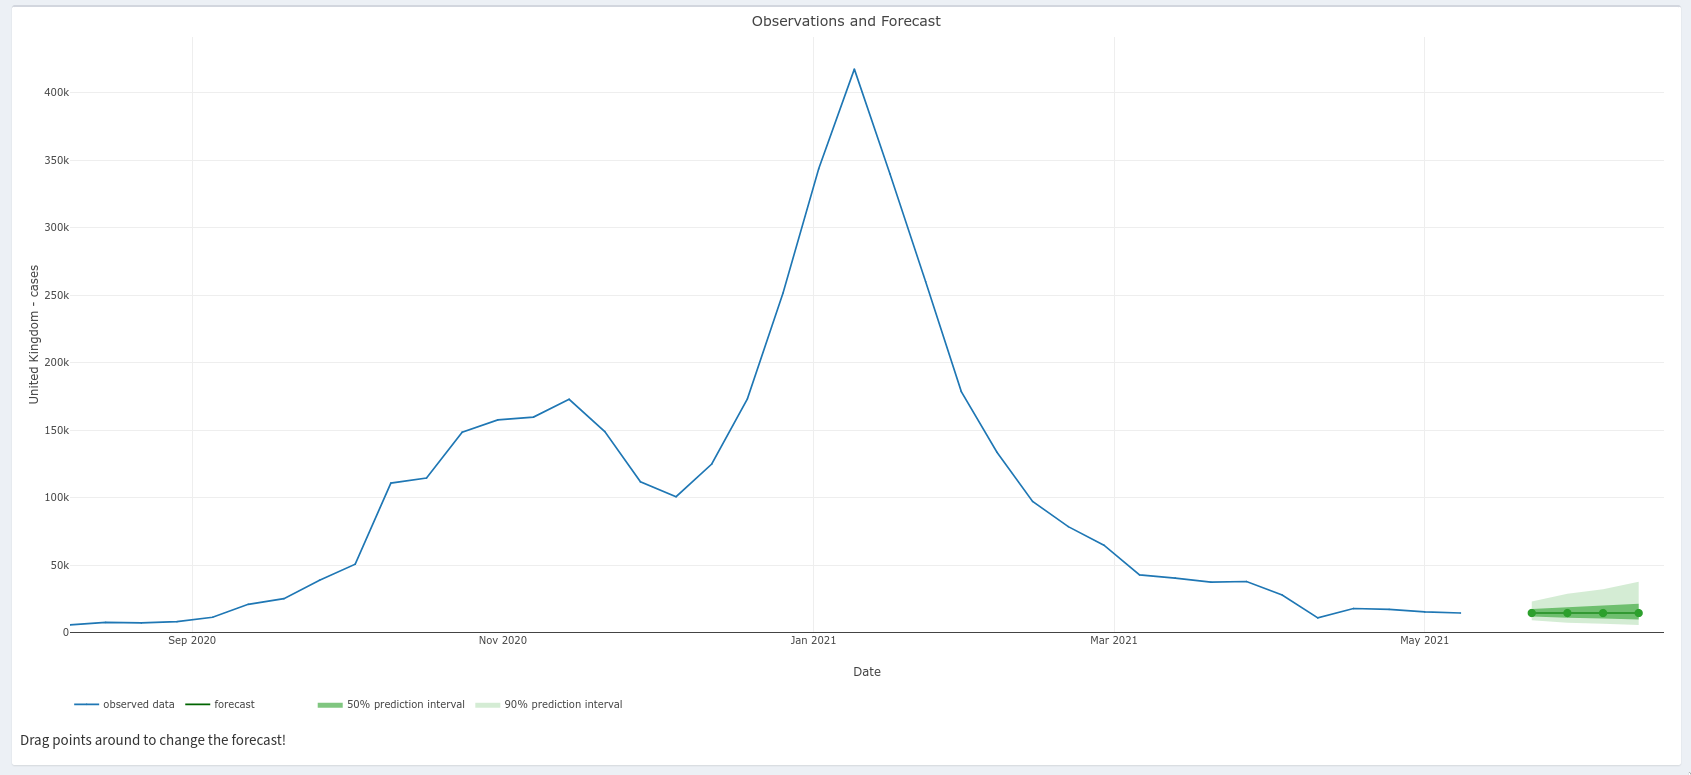 Observations and Forecast
United Kingdom - cases
400k
350k
300k
250k
200k
150k
100k
50k
0
Sep 2020 Nov 2020 Jan 2021 Mar 2021 May 2021
Date
observed data forecast 50% prediction interval 90% prediction interval
Drag points around to change the forecast!